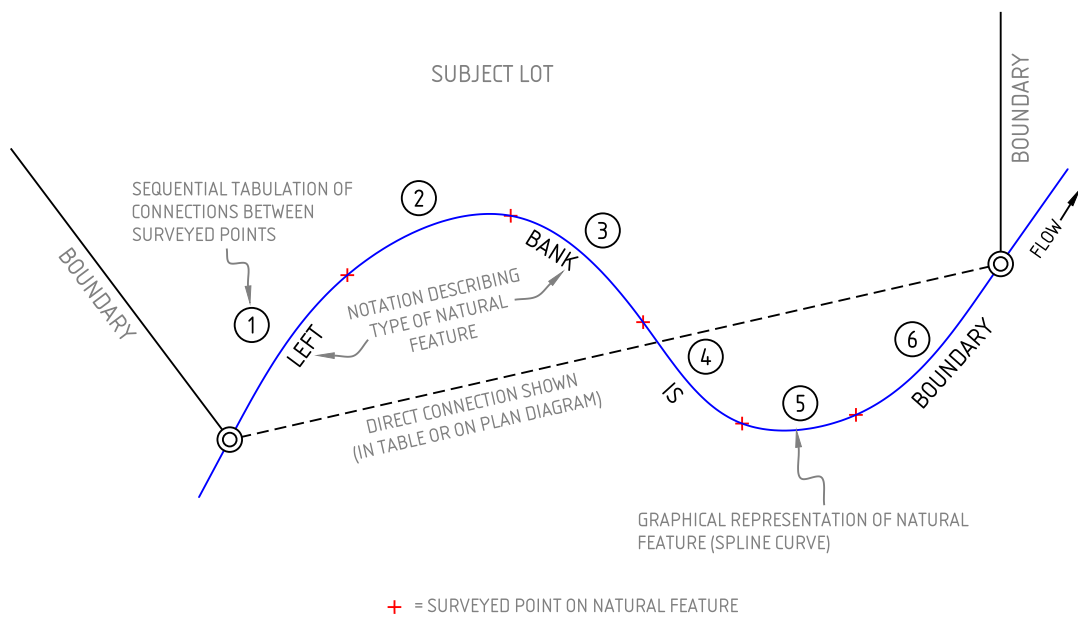 SUBJECT LOT
BOUNDARY
SEQUENTIAL TABULATION OF
CONNECTIONS BETWEEN
SURVEYED POINTS
2
3
BANK
FLOW
BOUNDARY
NOTATION DESCRIBING
TYPE OF NATURAL
FEATURE
1
LEFT
4
6
IS
BOUNDARY
5
DIRECT CONNECTION SHOWN
(IN TABLE OR ON PLAN DIAGRAM)
GRAPHICAL REPRESENTATION OF NATURAL
FEATURE (SPLINE CURVE)
+ = SURVEYED POINT ON NATURAL FEATURE